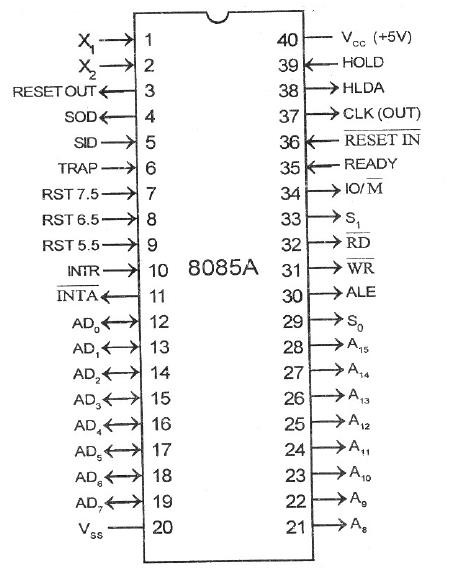 X₁ 1 40 Vcc (+5V)
X₂ 2 39 HOLD
RESET OUT 3 38 HLDA
SOD 4 37 CLK (OUT)
SID 5 36 RESET IN
TRAP 6 35 READY
RST 7.5 7 34 IO/M
RST 6.5 8 33 S₁
RST 5.5 9 32 RD
INTR 10 8085A 31 WR
INTA 11 30 ALE
AD₀ 12 29 S₀
AD₁ 13 28 A₁₅
AD₂ 14 27 A₁₄
AD₃ 15 26 A₁₃
AD₄ 16 25 A₁₂
AD₅ 17 24 A₁₁
AD₆ 18 23 A₁₀
AD₇ 19 22 A₉
Vss 20 21 A₈